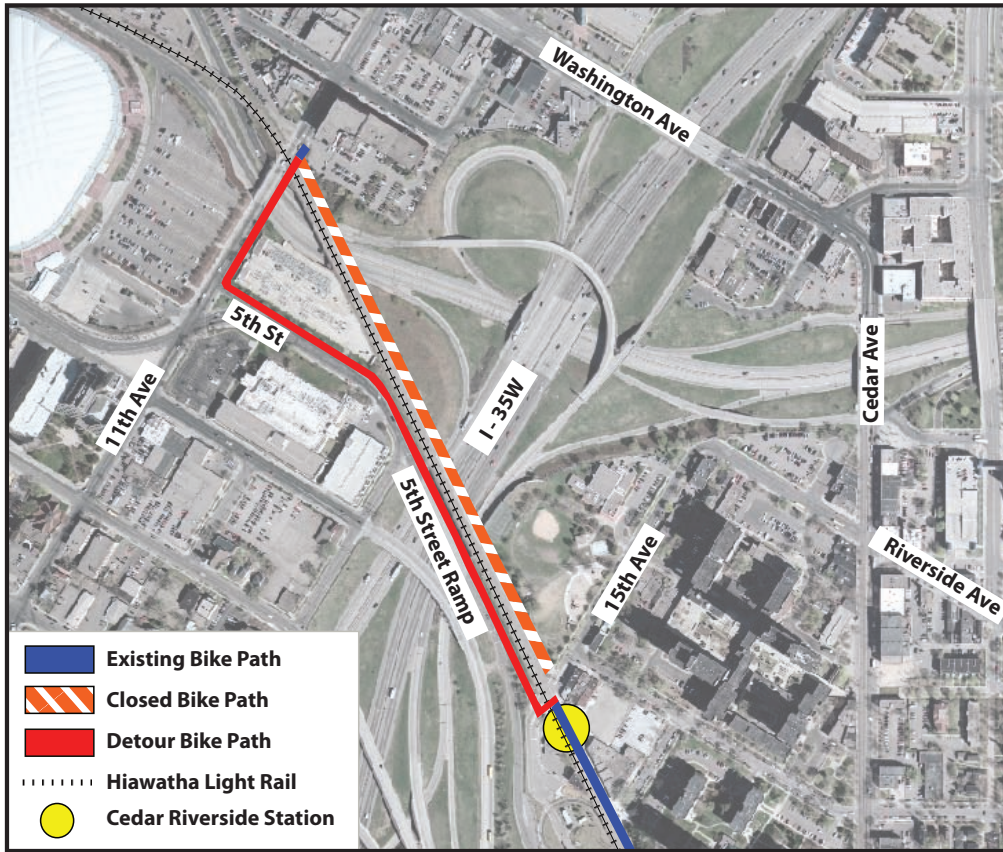 Washington Ave
5th St
11th Ave
I - 35W
Cedar Ave
5th Street Ramp
15th Ave
Riverside Ave
Existing Bike Path
Closed Bike Path
Detour Bike Path
Hiawatha Light Rail
Cedar Riverside Station